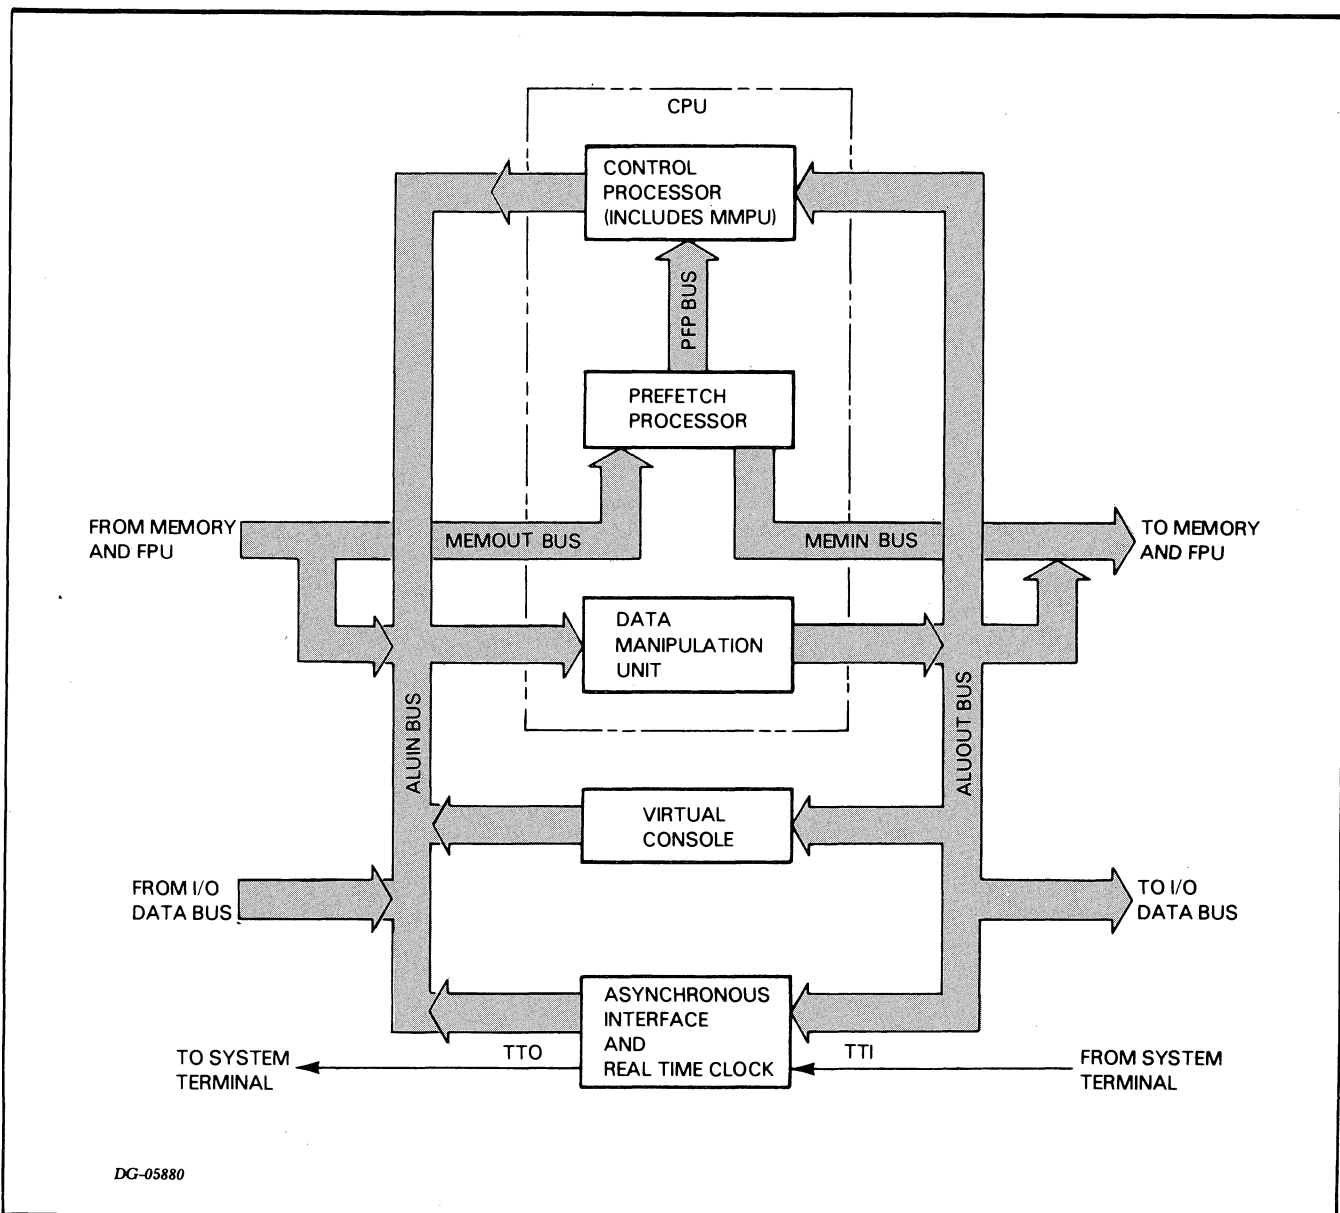 CPU
CONTROL
PROCESSOR
(INCLUDES MMPU)
PFP BUS
PREFETCH
PROCESSOR
FROM MEMORY
AND FPU
MEMOUT BUS
MEMIN BUS
TO MEMORY
AND FPU
DATA
MANIPULATION
UNIT
ALUIN BUS
ALUOUT BUS
VIRTUAL
CONSOLE
FROM I/O
DATA BUS
TO I/O
DATA BUS
ASYNCHRONOUS
INTERFACE
AND
REAL TIME CLOCK
TO SYSTEM
TERMINAL
TTO
TTI
FROM SYSTEM
TERMINAL
DG-05880